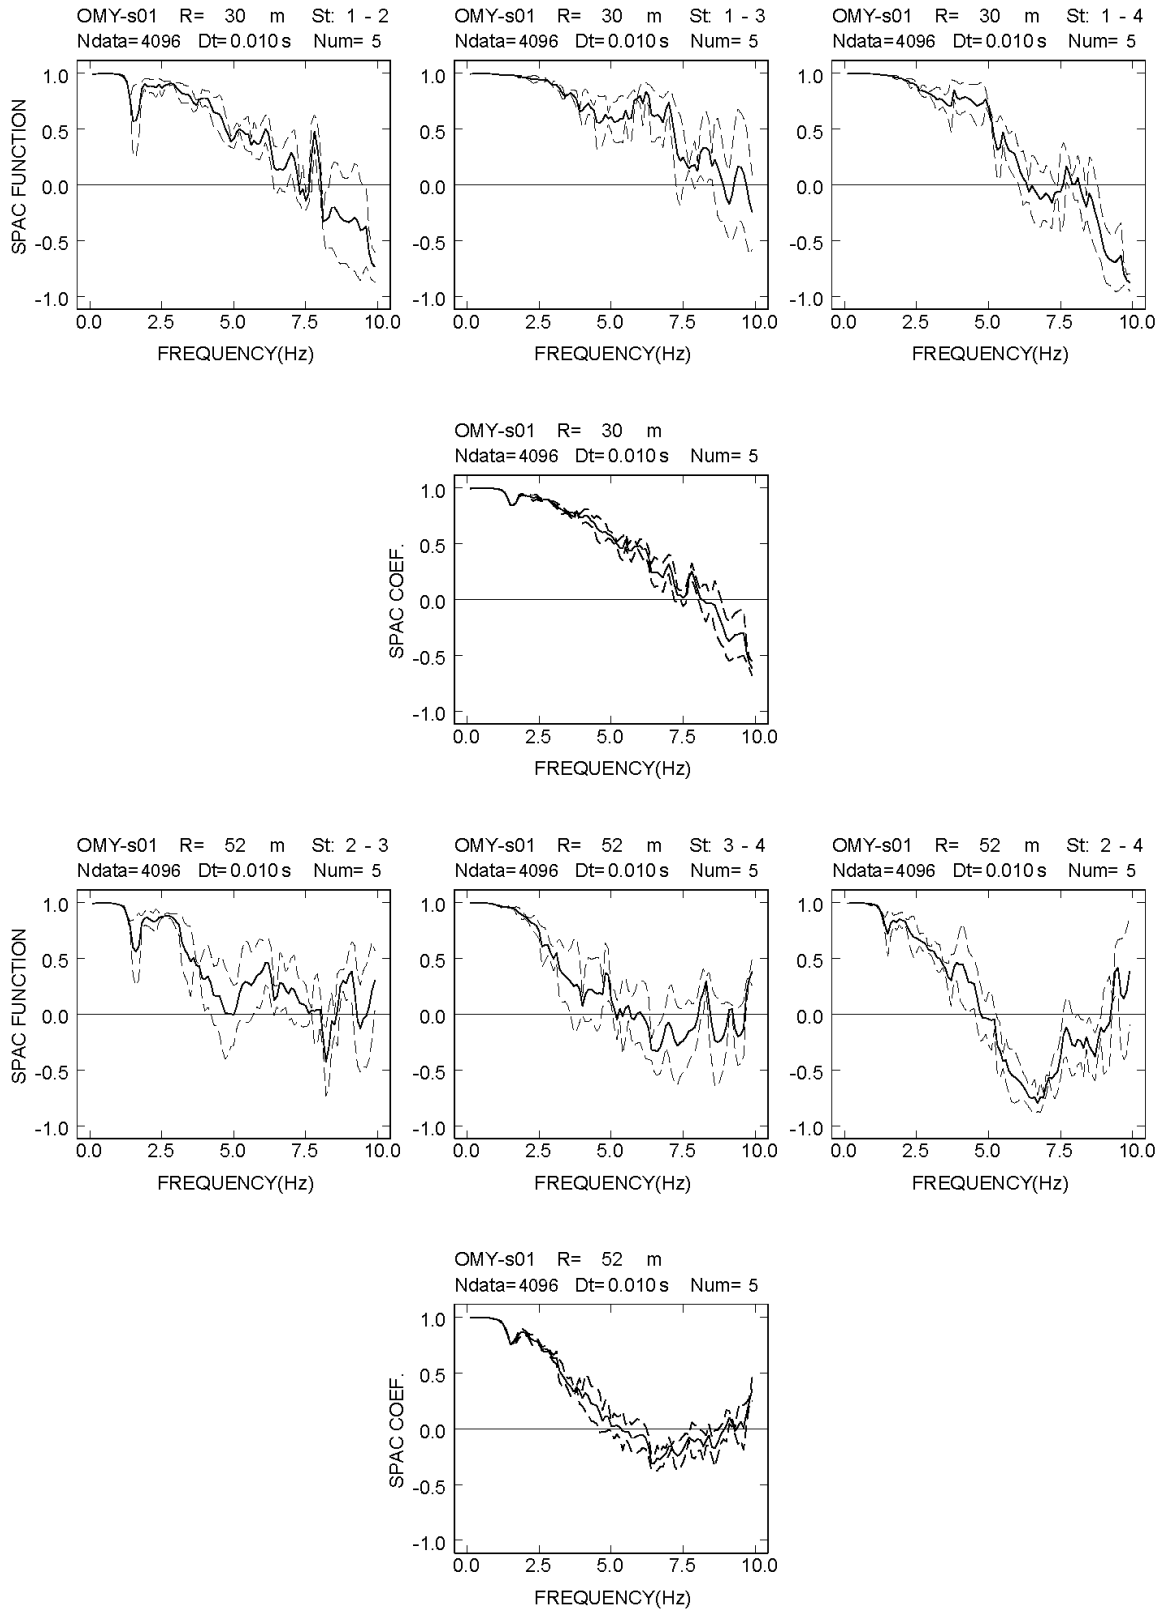 OMY-s01 R= 30 m St: 1 - 2
Ndata=4096 Dt=0.010 s Num= 5
1.0
0.5
0.0
-0.5
-1.0
SPAC FUNCTION
0.0 2.5 5.0 7.5 10.0
FREQUENCY(Hz)
OMY-s01 R= 30 m St: 1 - 3
Ndata=4096 Dt=0.010 s Num= 5
1.0
0.5
0.0
-0.5
-1.0
0.0 2.5 5.0 7.5 10.0
FREQUENCY(Hz)
OMY-s01 R= 30 m St: 1 - 4
Ndata=4096 Dt=0.010 s Num= 5
1.0
0.5
0.0
-0.5
-1.0
0.0 2.5 5.0 7.5 10.0
FREQUENCY(Hz)
OMY-s01 R= 30 m
Ndata=4096 Dt=0.010 s Num= 5
1.0
0.5
0.0
-0.5
-1.0
SPAC COEF.
0.0 2.5 5.0 7.5 10.0
FREQUENCY(Hz)
OMY-s01 R= 52 m St: 2 - 3
Ndata=4096 Dt=0.010 s Num= 5
1.0
0.5
0.0
-0.5
-1.0
SPAC FUNCTION
0.0 2.5 5.0 7.5 10.0
FREQUENCY(Hz)
OMY-s01 R= 52 m St: 3 - 4
Ndata=4096 Dt=0.010 s Num= 5
1.0
0.5
0.0
-0.5
-1.0
0.0 2.5 5.0 7.5 10.0
FREQUENCY(Hz)
OMY-s01 R= 52 m St: 2 - 4
Ndata=4096 Dt=0.010 s Num= 5
1.0
0.5
0.0
-0.5
-1.0
0.0 2.5 5.0 7.5 10.0
FREQUENCY(Hz)
OMY-s01 R= 52 m
Ndata=4096 Dt=0.010 s Num= 5
1.0
0.5
0.0
-0.5
-1.0
SPAC COEF.
0.0 2.5 5.0 7.5 10.0
FREQUENCY(Hz)